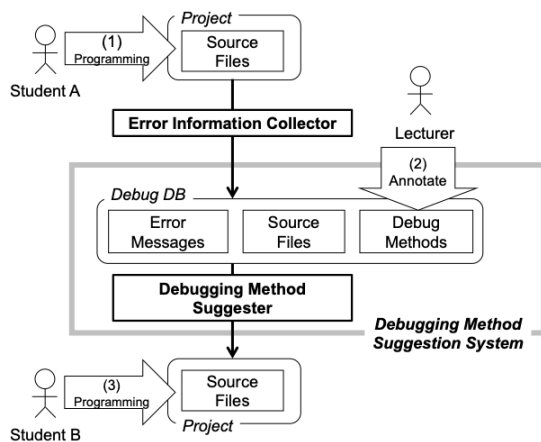 Project
(1)
Programming
Source
Files
Student A
Error Information Collector
Lecturer
(2)
Annotate
Debug DB
Error
Messages
Source
Files
Debug
Methods
Debugging Method
Suggester
Debugging Method
Suggestion System
(3)
Programming
Source
Files
Project
Student B